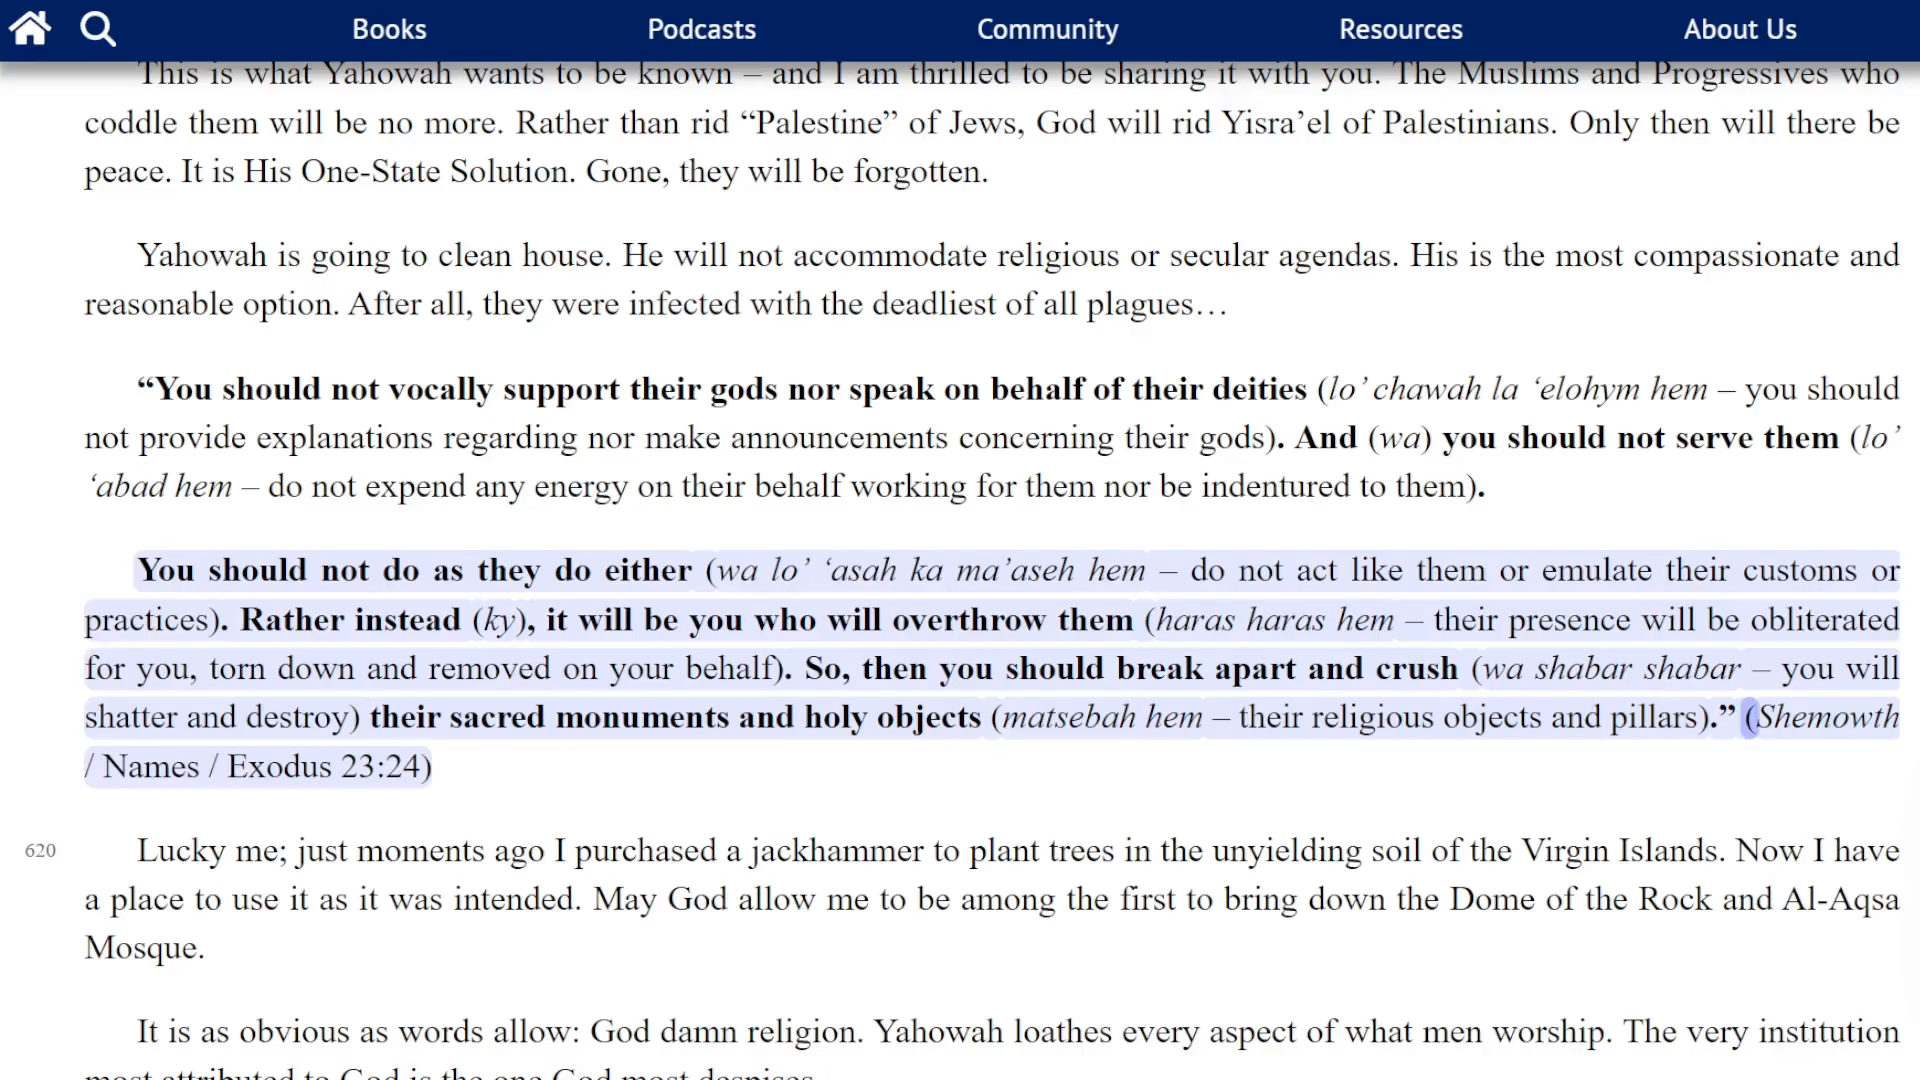 Books Podcasts Community Resources About Us
This is what Yahowah wants to be known – and I am thrilled to be sharing it with you. The Muslims and Progressives who
coddle them will be no more. Rather than rid “Palestine” of Jews, God will rid Yisra’el of Palestinians. Only then will there be
peace. It is His One-State Solution. Gone, they will be forgotten.
Yahowah is going to clean house. He will not accommodate religious or secular agendas. His is the most compassionate and
reasonable option. After all, they were infected with the deadliest of all plagues…
“You should not vocally support their gods nor speak on behalf of their deities (lo’ chawah la ‘elohym hem – you should
not provide explanations regarding nor make announcements concerning their gods). And (wa) you should not serve them (lo’
‘abad hem – do not expend any energy on their behalf working for them nor be indentured to them).
You should not do as they do either (wa lo’ ‘asah ka ma’aseh hem – do not act like them or emulate their customs or
practices). Rather instead (ky), it will be you who will overthrow them (haras haras hem – their presence will be obliterated
for you, torn down and removed on your behalf). So, then you should break apart and crush (wa shabar shabar – you will
shatter and destroy) their sacred monuments and holy objects (matsebah hem – their religious objects and pillars).” (Shemowth
/ Names / Exodus 23:24)
620 Lucky me; just moments ago I purchased a jackhammer to plant trees in the unyielding soil of the Virgin Islands. Now I have
a place to use it as it was intended. May God allow me to be among the first to bring down the Dome of the Rock and Al-Aqsa
Mosque.
It is as obvious as words allow: God damn religion. Yahowah loathes every aspect of what men worship. The very institution
most attributed to God is the one God most despises.